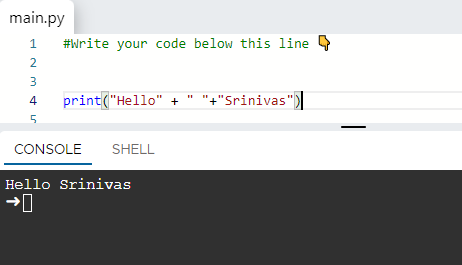 main.py
1 #Write your code below this line 👇
2
3
4 print("Hello" + " "+"Srinivas")
5
CONSOLE SHELL
Hello Srinivas
➜